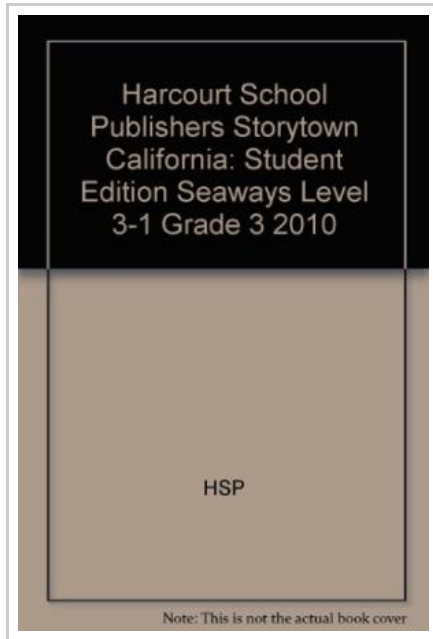 Harcourt School
Publishers Storytown
California: Student
Edition Seaways Level
3-1 Grade 3 2010
HSP
Note: This is not the actual book cover